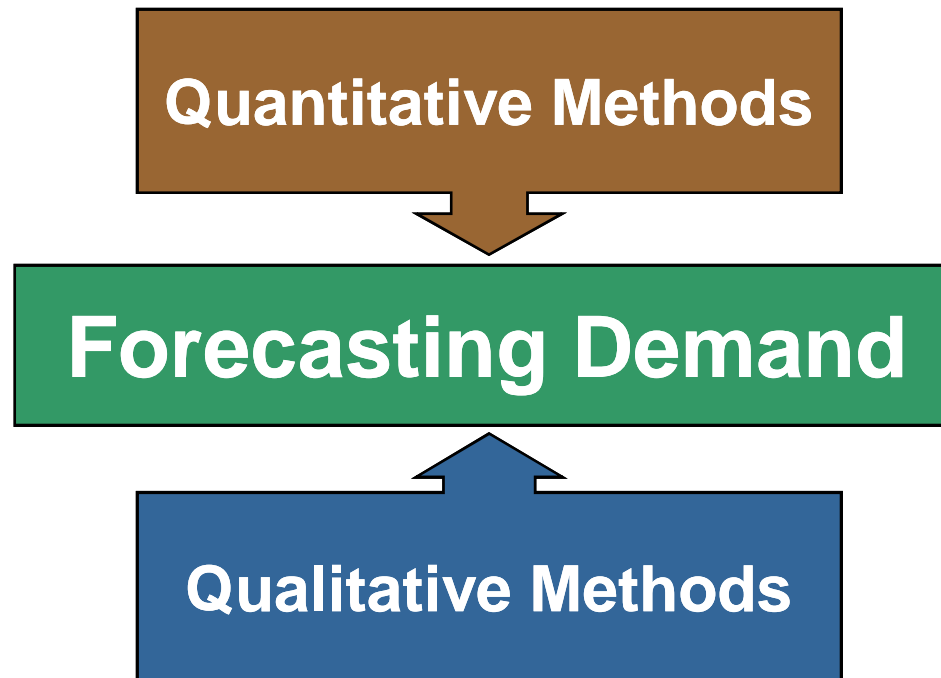 Quantitative Methods
Forecasting Demand
Qualitative Methods